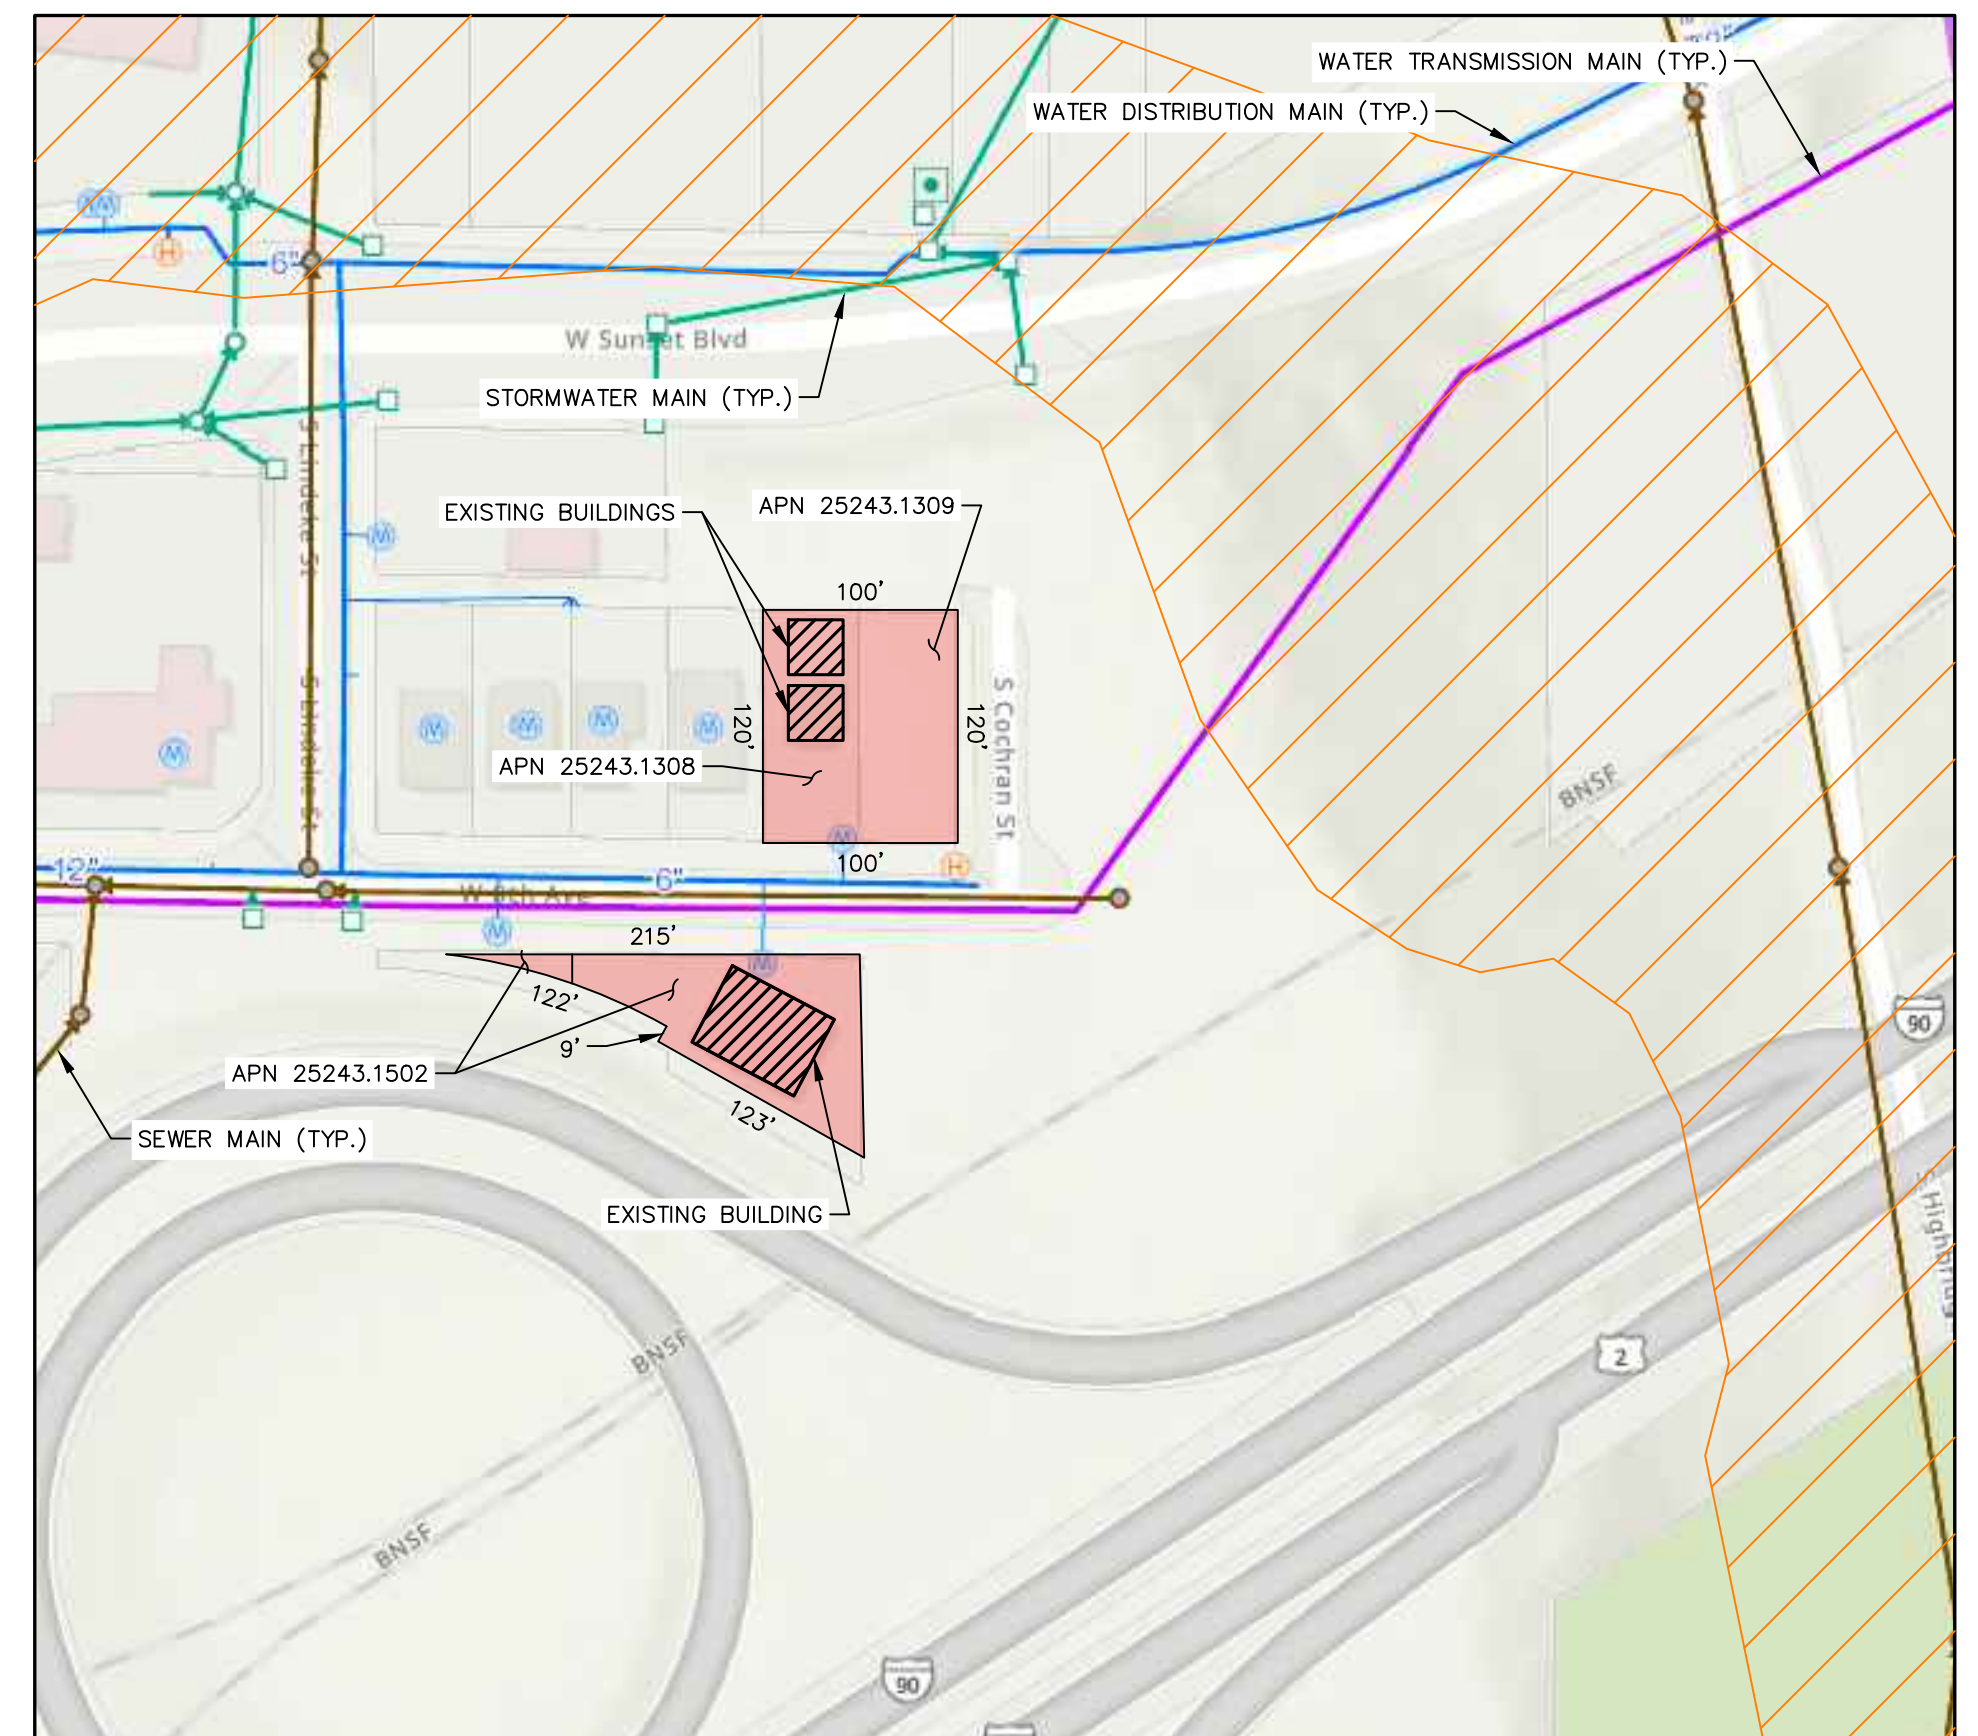 WATER TRANSMISSION MAIN (TYP.)
WATER DISTRIBUTION MAIN (TYP.)
M
H
6"
W Sunset Blvd
STORMWATER MAIN (TYP.)
S Lindeke St
EXISTING BUILDINGS
APN 25243.1309
M
100'
S Lindeke St
120'
120'
S Cochran St
M
M
M
M
M
APN 25243.1308
BNSF
M
H
100'
12"
6"
W 8th Ave
M
215'
M
122'
9'
APN 25243.1502
123'
90
SEWER MAIN (TYP.)
EXISTING BUILDING
BNSF
2
BNSF
90